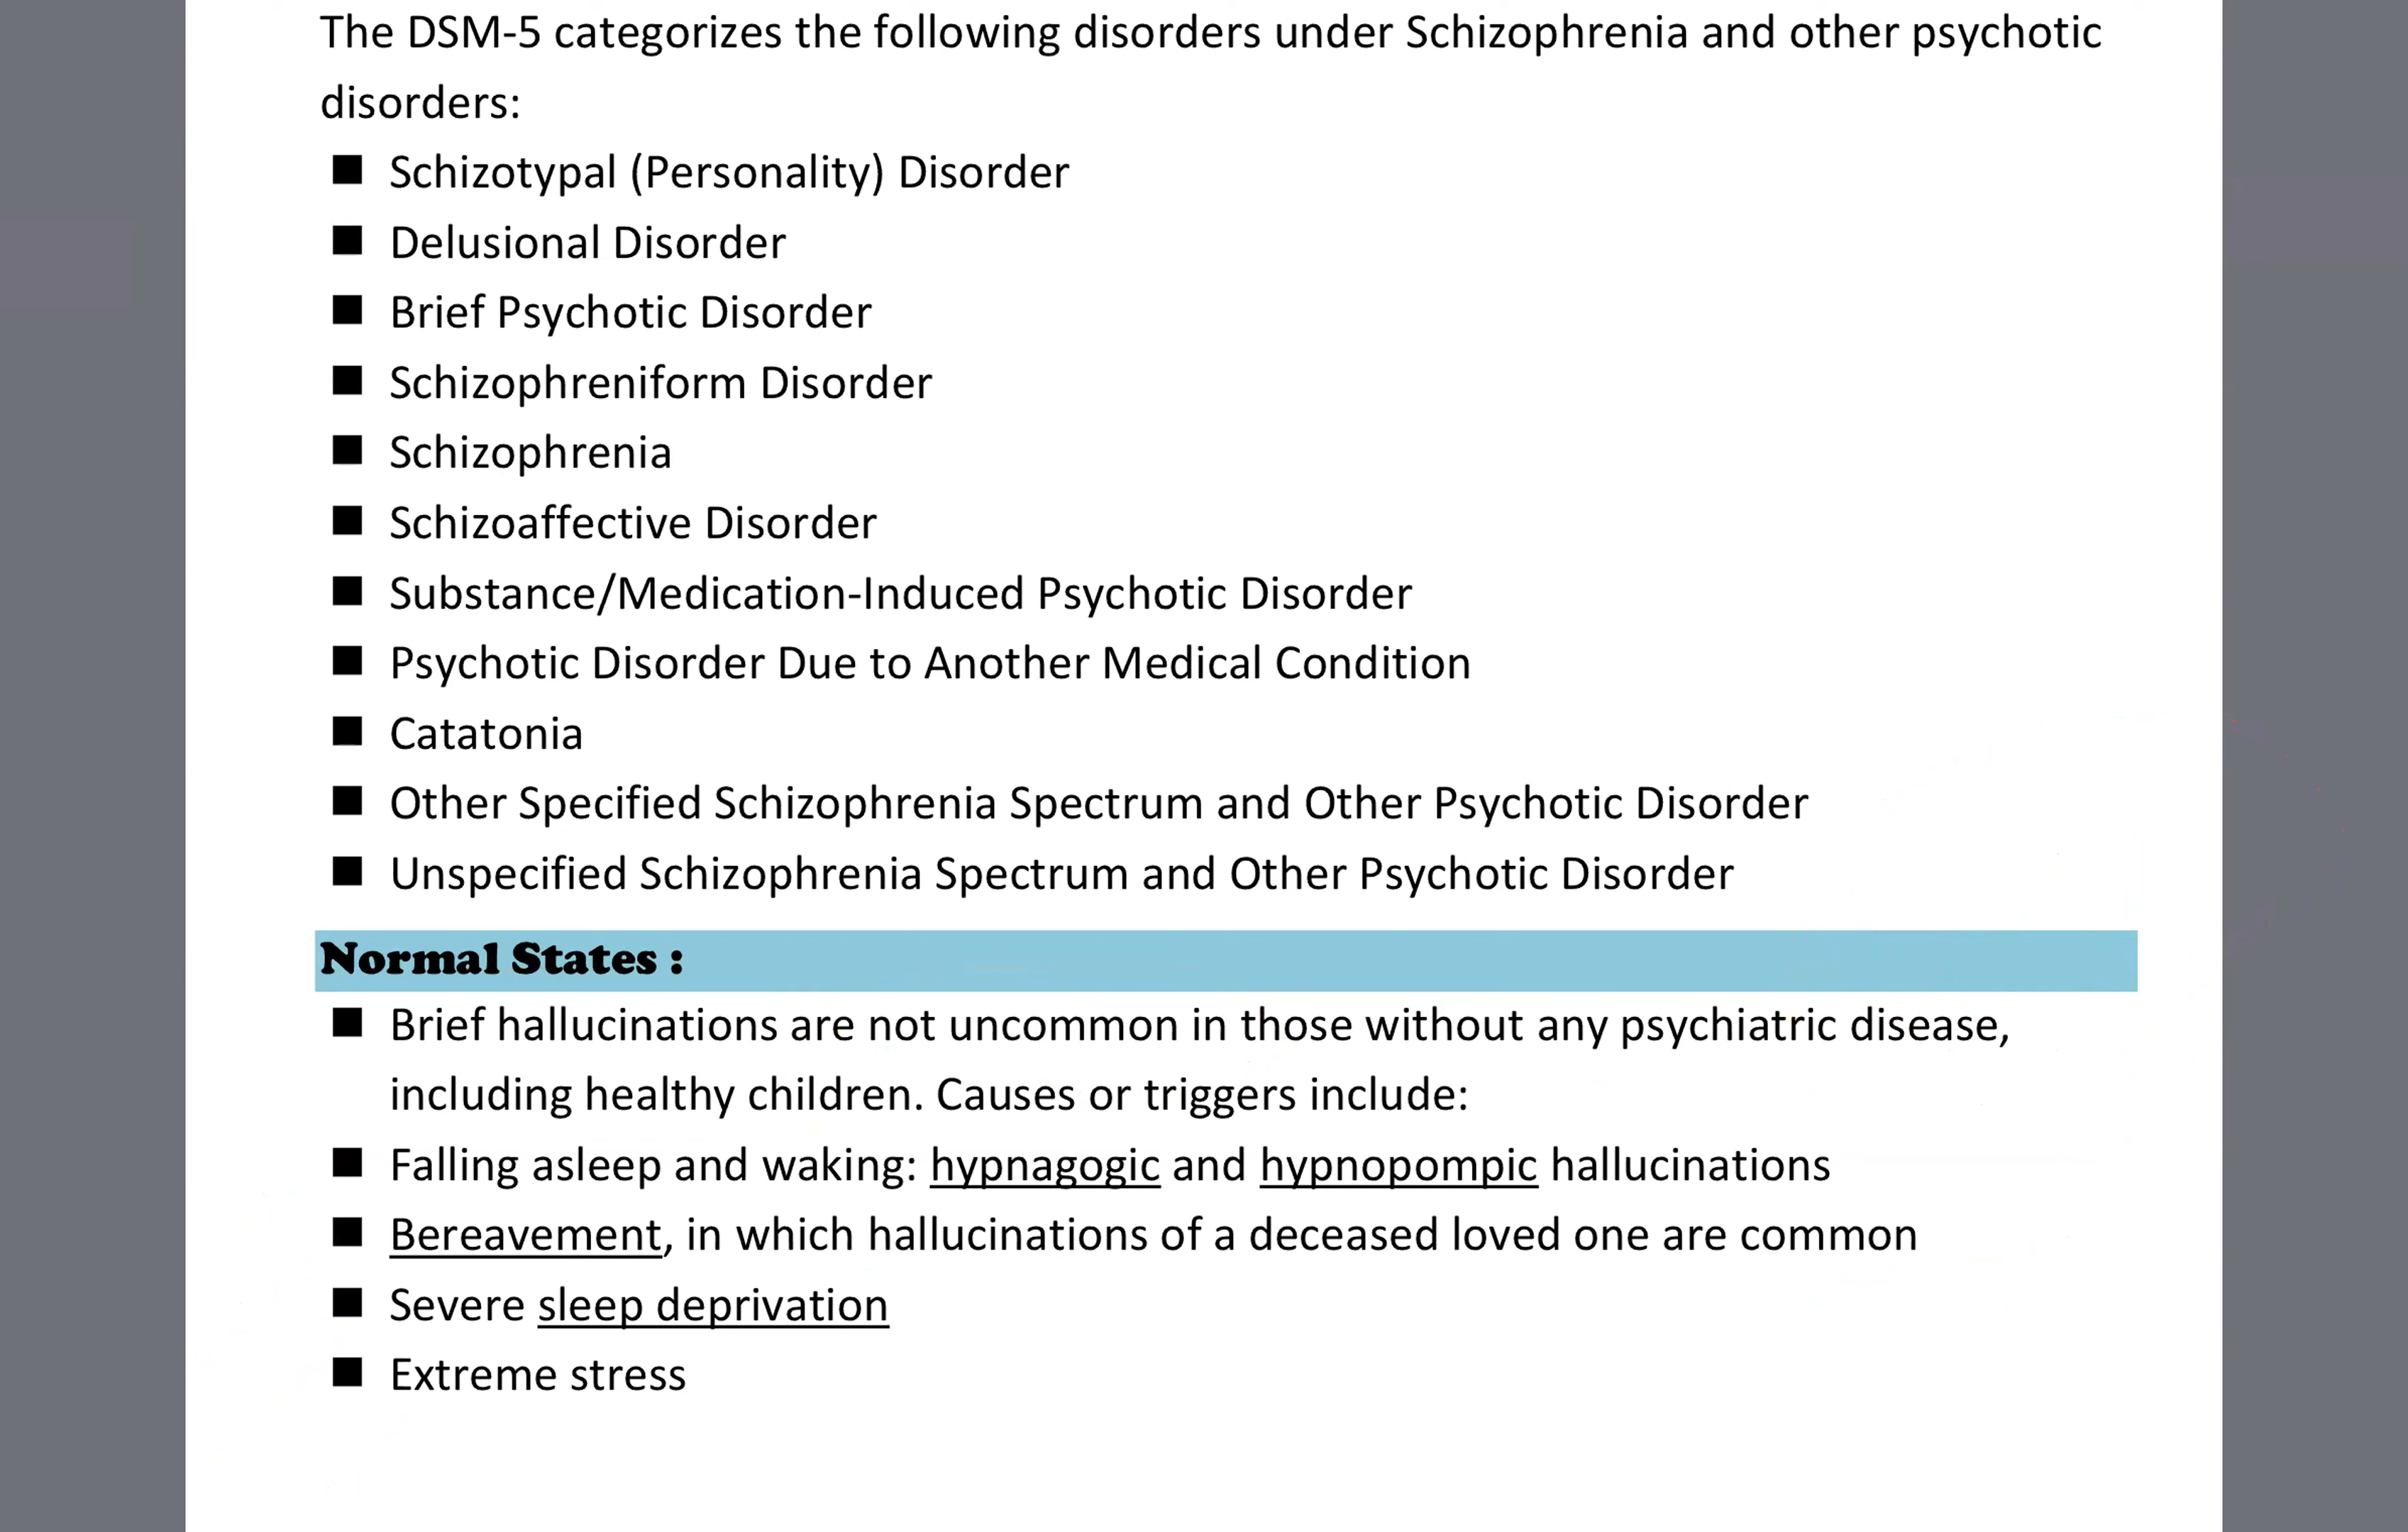 The DSM-5 categorizes the following disorders under Schizophrenia and other psychotic
disorders:
■ Schizotypal (Personality) Disorder
■ Delusional Disorder
■ Brief Psychotic Disorder
■ Schizophreniform Disorder
■ Schizophrenia
■ Schizoaffective Disorder
■ Substance/Medication-Induced Psychotic Disorder
■ Psychotic Disorder Due to Another Medical Condition
■ Catatonia
■ Other Specified Schizophrenia Spectrum and Other Psychotic Disorder
■ Unspecified Schizophrenia Spectrum and Other Psychotic Disorder
Normal States :
■ Brief hallucinations are not uncommon in those without any psychiatric disease,
including healthy children. Causes or triggers include:
■ Falling asleep and waking: hypnagogic and hypnopompic hallucinations
■ Bereavement, in which hallucinations of a deceased loved one are common
■ Severe sleep deprivation
■ Extreme stress